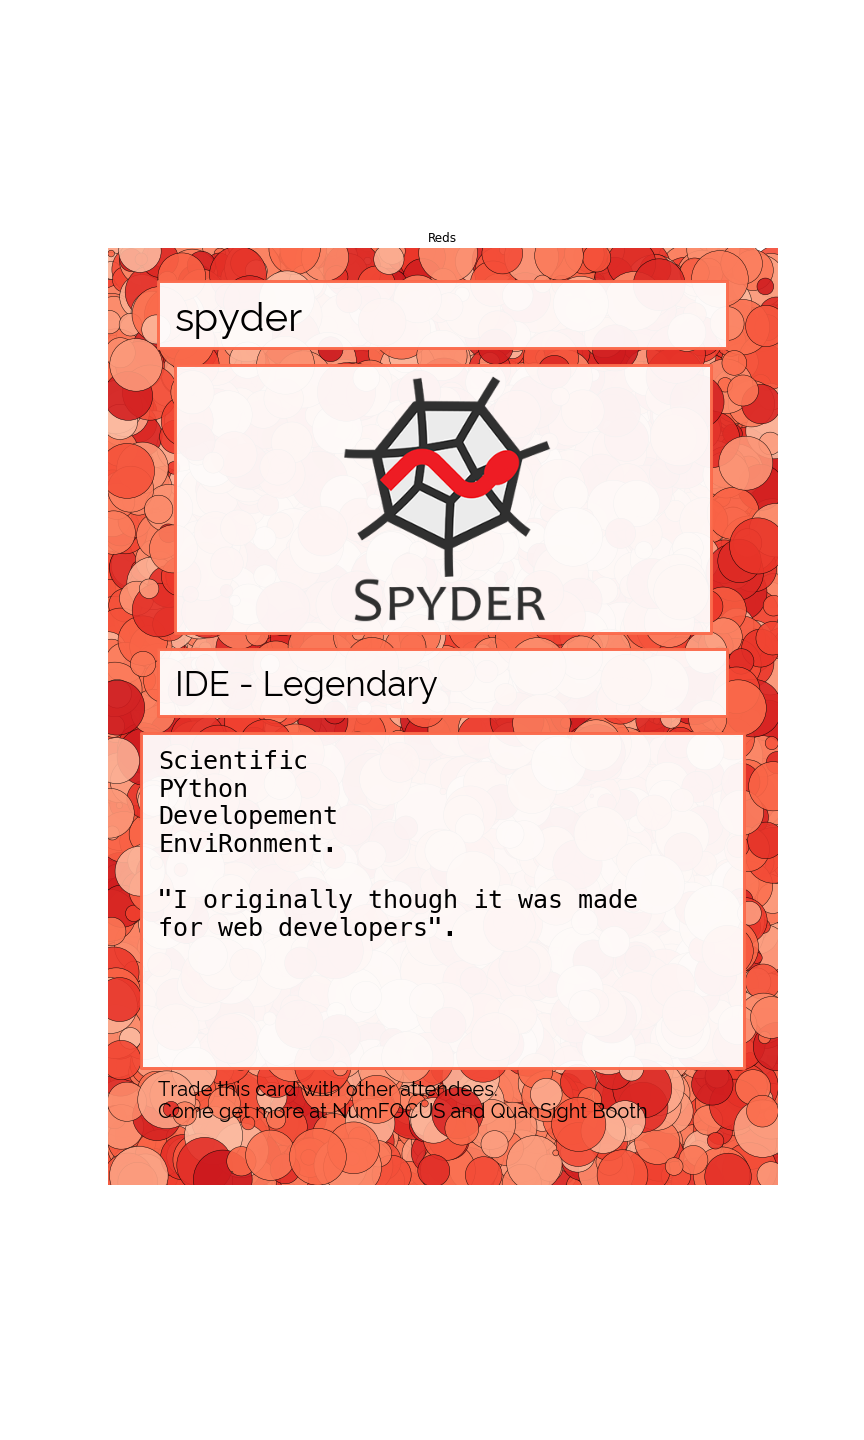 Reds
spyder
SPYDER
IDE - Legendary
Scientific
PYthon
Developement
EnviRonment.
"I originally though it was made
for web developers".
Trade this card with other attendees.
Come get more at NumFOCUS and QuanSight Booth